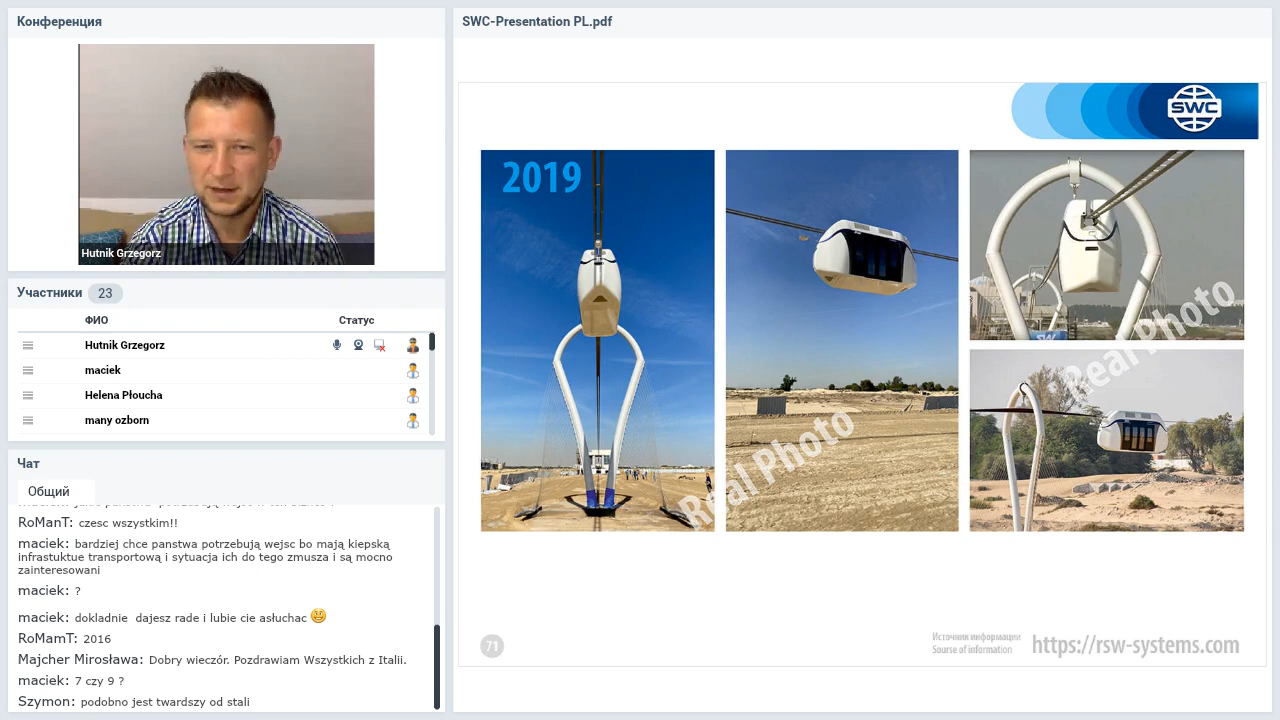 Конференция
Hutnik Grzegorz
Участники 23
ФИО Статус
Hutnik Grzegorz
maciek
Helena Płoucha
many ozborn
Чат
Общий
RoManT: czesc wszystkim!!
maciek: bardziej chce panstwa potrzebują wejsc bo mają kiepską
infrastuktue transportową i sytuacja ich do tego zmusza i są mocno
zainteresowani
maciek: ?
maciek: dokladnie dajesz rade i lubie cie asłuchac
RoMamT: 2016
Majcher Mirosława: Dobry wieczór. Pozdrawiam Wszystkich z Italii.
maciek: 7 czy 9 ?
Szymon: podobno jest twardszy od stali
SWC-Presentation PL.pdf
SWC
2019
Real Photo
Real Photo
71
Источник информации
Sourse of information
https://rsw-systems.com